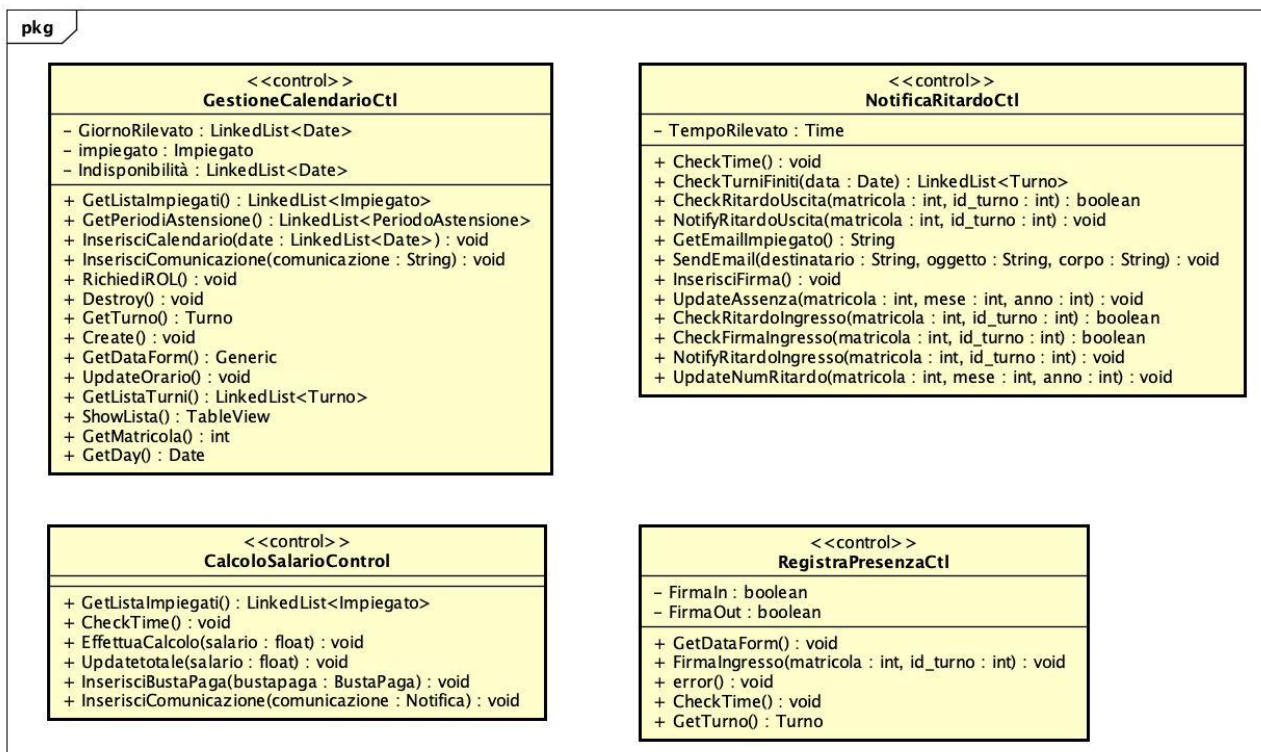 pkg
<<control>>
GestioneCalendarioCtl
– GiornoRilevato : LinkedList<Date>
– impiegato : Impiegato
– Indisponibilità : LinkedList<Date>
+ GetListaImpiegati() : LinkedList<Impiegato>
+ GetPeriodiAstensione() : LinkedList<PeriodoAstensione>
+ InserisciCalendario(date : LinkedList<Date>) : void
+ InserisciComunicazione(comunicazione : String) : void
+ RichiediROL() : void
+ Destroy() : void
+ GetTurno() : Turno
+ Create() : void
+ GetDataForm() : Generic
+ UpdateOrario() : void
+ GetListaTurni() : LinkedList<Turno>
+ ShowLista() : TableView
+ GetMatricola() : int
+ GetDay() : Date
<<control>>
NotificaRitardoCtl
– TempoRilevato : Time
+ CheckTime() : void
+ CheckTurniFiniti(data : Date) : LinkedList<Turno>
+ CheckRitardoUscita(matricola : int, id_turno : int) : boolean
+ NotifyRitardoUscita(matricola : int, id_turno : int) : void
+ GetEmailImpiegato() : String
+ SendEmail(destinatario : String, oggetto : String, corpo : String) : void
+ InserisciFirma() : void
+ UpdateAssenza(matricola : int, mese : int, anno : int) : void
+ CheckRitardoIngresso(matricola : int, id_turno : int) : boolean
+ CheckFirmaIngresso(matricola : int, id_turno : int) : boolean
+ NotifyRitardoIngresso(matricola : int, id_turno : int) : void
+ UpdateNumRitardo(matricola : int, mese : int, anno : int) : void
<<control>>
CalcoloSalarioControl
+ GetListaImpiegati() : LinkedList<Impiegato>
+ CheckTime() : void
+ EffettuaCalcolo(salario : float) : void
+ Updatetotale(salario : float) : void
+ InserisciBustaPaga(bustapaga : BustaPaga) : void
+ InserisciComunicazione(comunicazione : Notifica) : void
<<control>>
RegistraPresenzaCtl
– FirmaIn : boolean
– FirmaOut : boolean
+ GetDataForm() : void
+ FirmaIngresso(matricola : int, id_turno : int) : void
+ error() : void
+ CheckTime() : void
+ GetTurno() : Turno